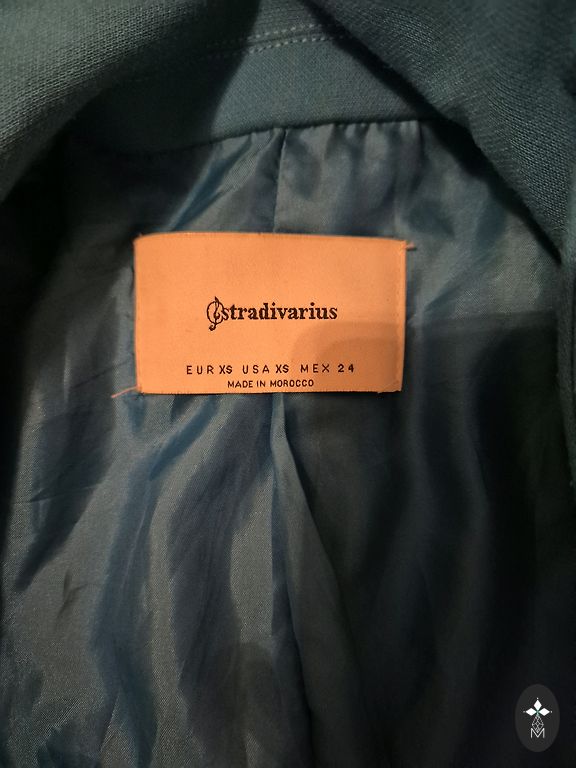 stradivarius
EUR XS USA XS MEX 24
MADE IN MOROCCO
M